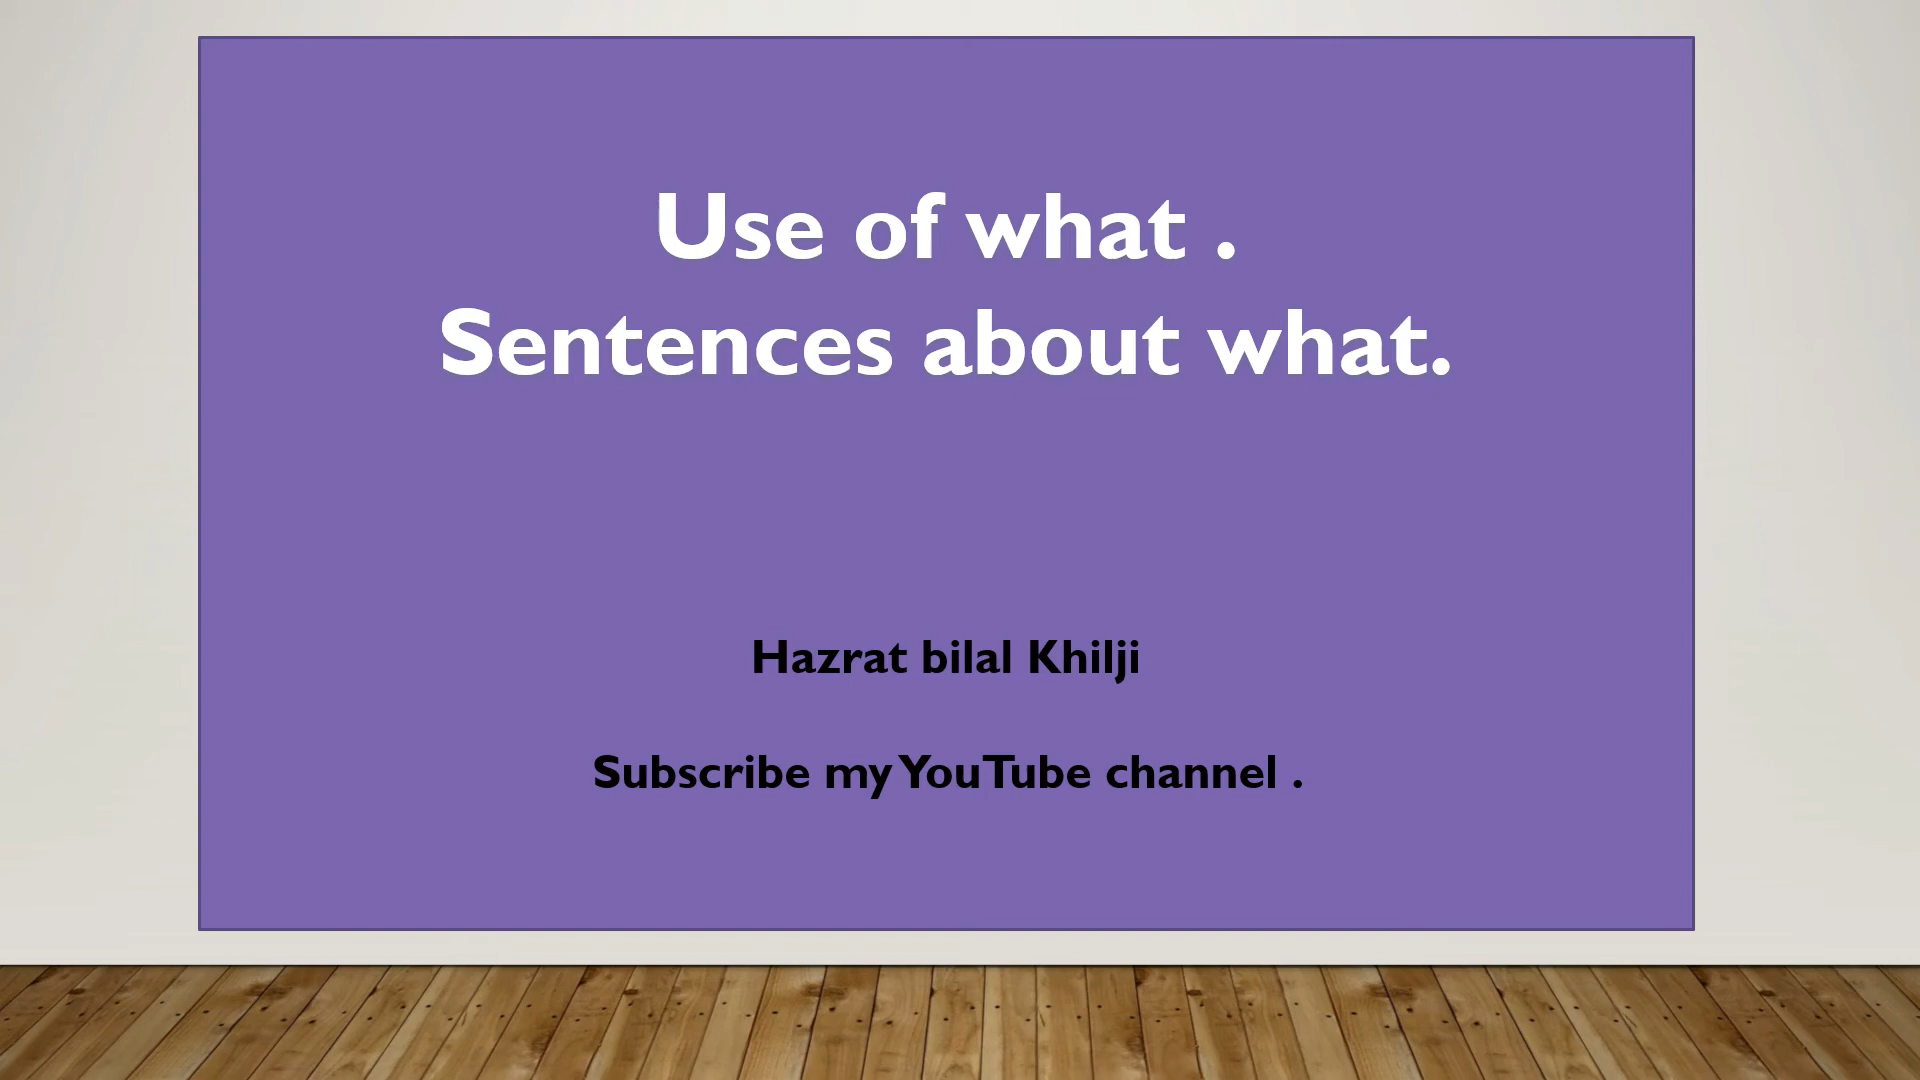 Use of what .
Sentences about what.
Hazrat bilal Khilji
Subscribe my YouTube channel .